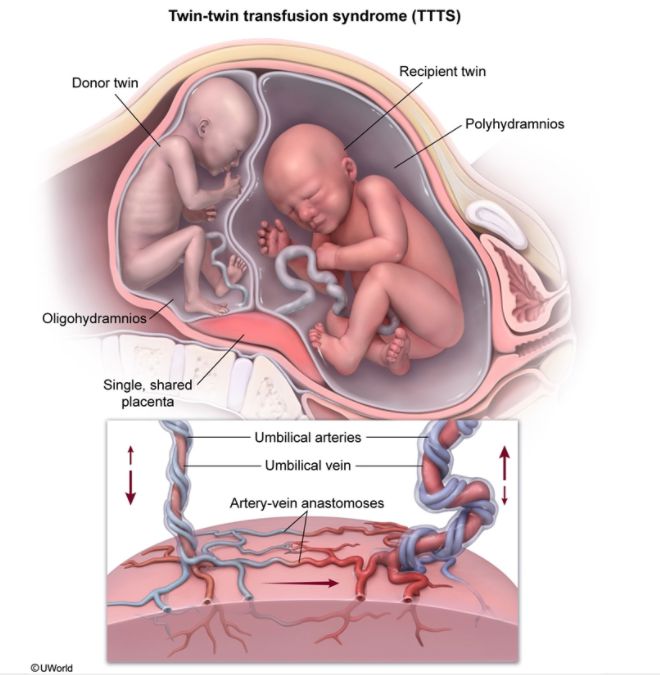 Twin-twin transfusion syndrome (TTTS)
Donor twin
Recipient twin
Polyhydramnios
Oligohydramnios
Single, shared
placenta
Umbilical arteries
Umbilical vein
Artery-vein anastomoses
©UWorld